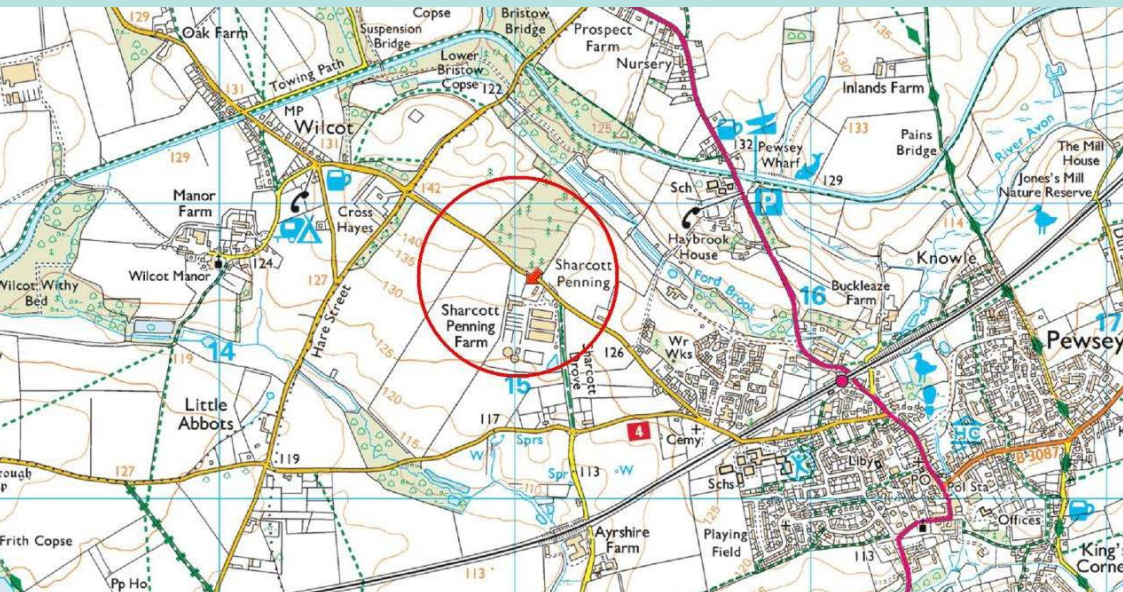 129
Oak Farm
Copse
Suspension
Bridge
Bristow
Bridge
Prospect
Farm
Nursery
135
130
Inlands Farm
Towing Path
131
Lower
Bristow
Copse
122
MP
Wilcot
131
129
125
132
Pewsey
Wharf
133
Pains
Bridge
River Avon
The Mill
House
Jones's Mill
Nature Reserve
129
Sch
P
142
Manor
Farm
Cross
Hayes
Haybrook
House
114
140
135
Wilcot Manor
124
127
130
Sharcott
Penning
Ford Brook
Knowle
Buckleaze
Farm
16
Wilcot Withy
Bed
Hare Street
Sharcott
Penning
Farm
126
Wr
Wks
17
Pewsey
119
14
125
15
Sharcott
Drove
120
Little
Abbots
117
Sprs
W
4
Cemy
115
HC
B 3087
127
119
Spr
113
W
110
Schs
Liby
PO
Pol Sta
Frith Copse
Pp Ho
113
Ayrshire
Farm
125
Playing
Field
120
113
Offices
King's
Corne